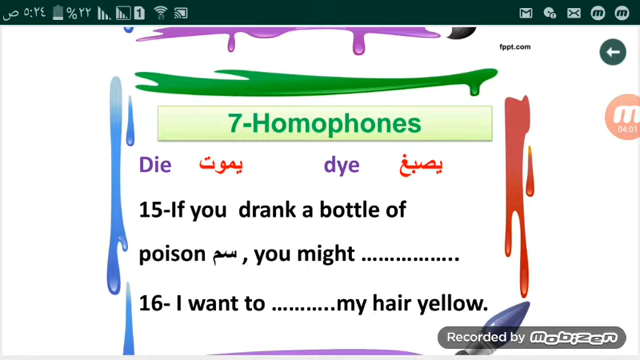 ص ٥:٢٤ ٪٢٢
fppt.com
7-Homophones
Die يموت dye يصبغ
15-If you drank a bottle of
poison سم , you might ………………..
16- I want to ………..my hair yellow.
04:01
Recorded by mobizen